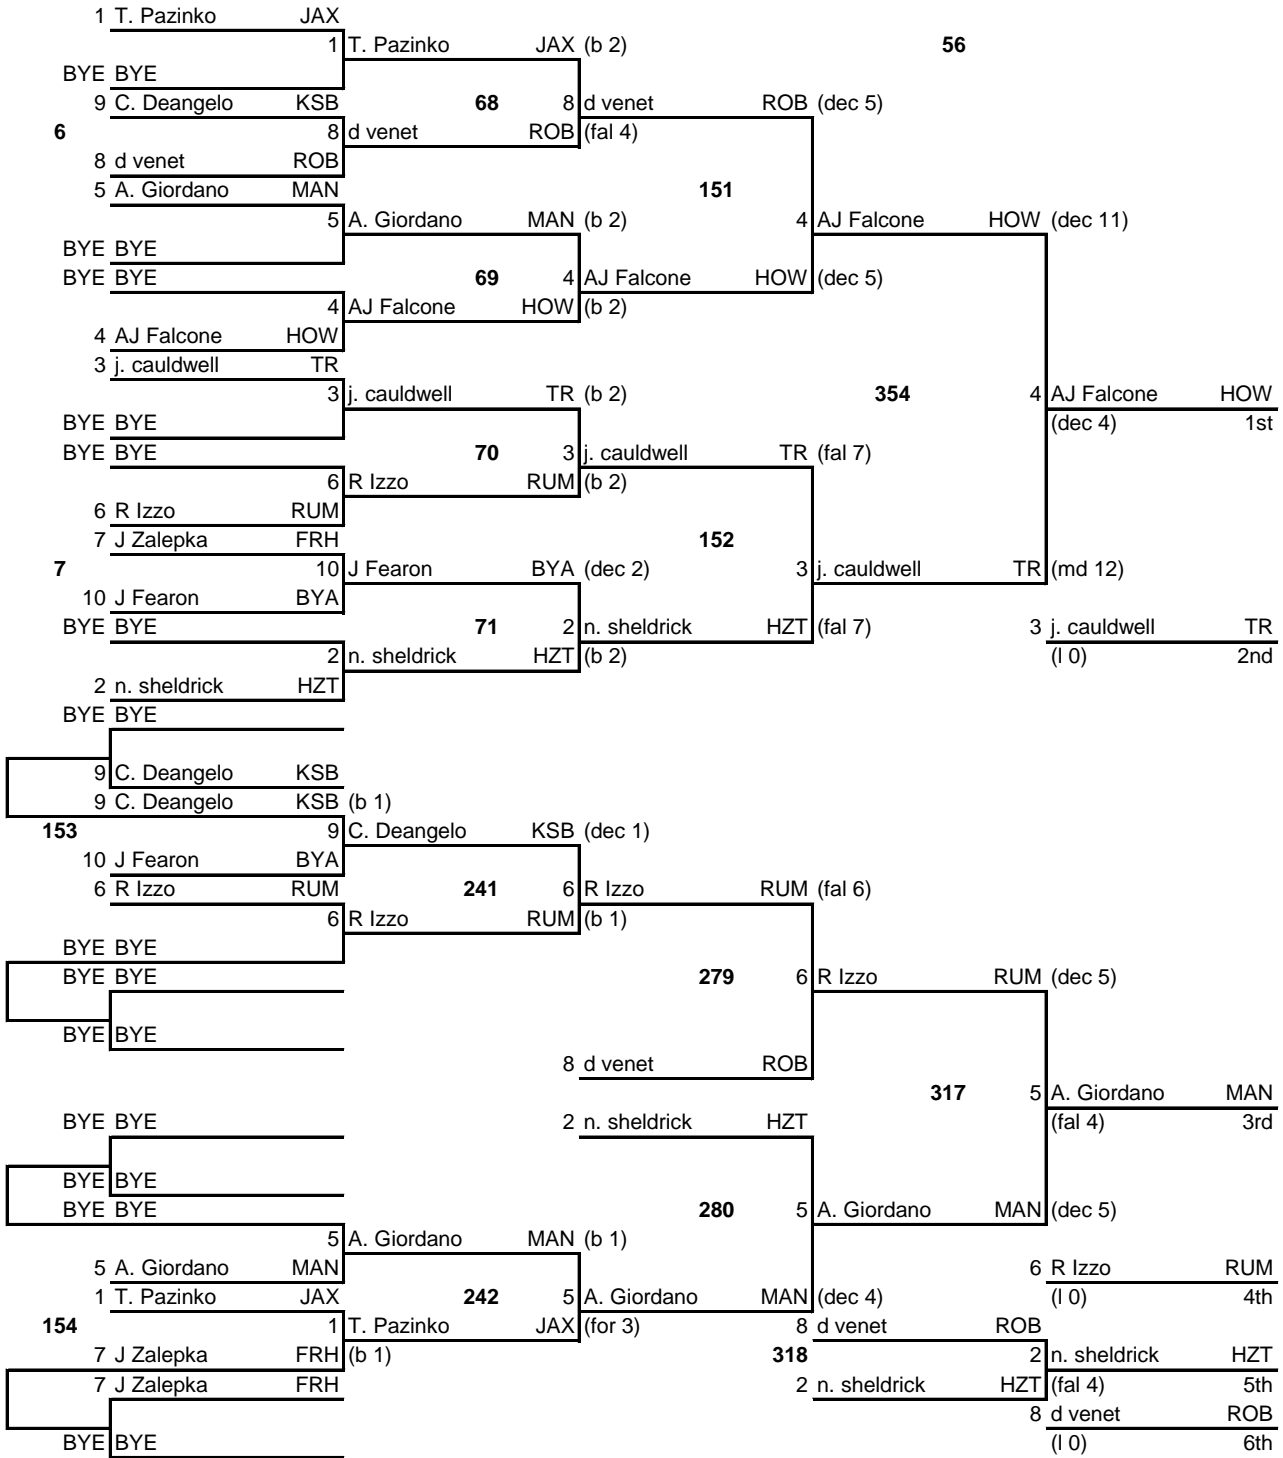 1 T. Pazinko JAX
1 T. Pazinko JAX (b 2) 56
BYE BYE
9 C. Deangelo KSB 68 8 d venet ROB (dec 5)
6 8 d venet ROB (fal 4)
8 d venet ROB
5 A. Giordano MAN 151
5 A. Giordano MAN (b 2) 4 AJ Falcone HOW (dec 11)
BYE BYE
BYE BYE 69 4 AJ Falcone HOW (dec 5)
4 AJ Falcone HOW (b 2)
4 AJ Falcone HOW
3 j. cauldwell TR
3 j. cauldwell TR (b 2) 354 4 AJ Falcone HOW
BYE BYE (dec 4) 1st
BYE BYE 70 3 j. cauldwell TR (fal 7)
6 R Izzo RUM (b 2)
6 R Izzo RUM
7 J Zalepka FRH 152
7 10 J Fearon BYA (dec 2) 3 j. cauldwell TR (md 12)
10 J Fearon BYA
BYE BYE 71 2 n. sheldrick HZT (fal 7) 3 j. cauldwell TR
2 n. sheldrick HZT (b 2) (l 0) 2nd
2 n. sheldrick HZT
BYE BYE
9 C. Deangelo KSB
9 C. Deangelo KSB (b 1)
153 9 C. Deangelo KSB (dec 1)
10 J Fearon BYA
6 R Izzo RUM 241 6 R Izzo RUM (fal 6)
6 R Izzo RUM (b 1)
BYE BYE
BYE BYE 279 6 R Izzo RUM (dec 5)
BYE BYE
8 d venet ROB
317 5 A. Giordano MAN
BYE BYE 2 n. sheldrick HZT (fal 4) 3rd
BYE BYE
BYE BYE 280 5 A. Giordano MAN (dec 5)
5 A. Giordano MAN (b 1)
5 A. Giordano MAN 6 R Izzo RUM
1 T. Pazinko JAX 242 5 A. Giordano MAN (dec 4) (l 0) 4th
154 1 T. Pazinko JAX (for 3) 8 d venet ROB
7 J Zalepka FRH (b 1) 318 2 n. sheldrick HZT
7 J Zalepka FRH 2 n. sheldrick HZT (fal 4) 5th
8 d venet ROB
BYE BYE (l 0) 6th